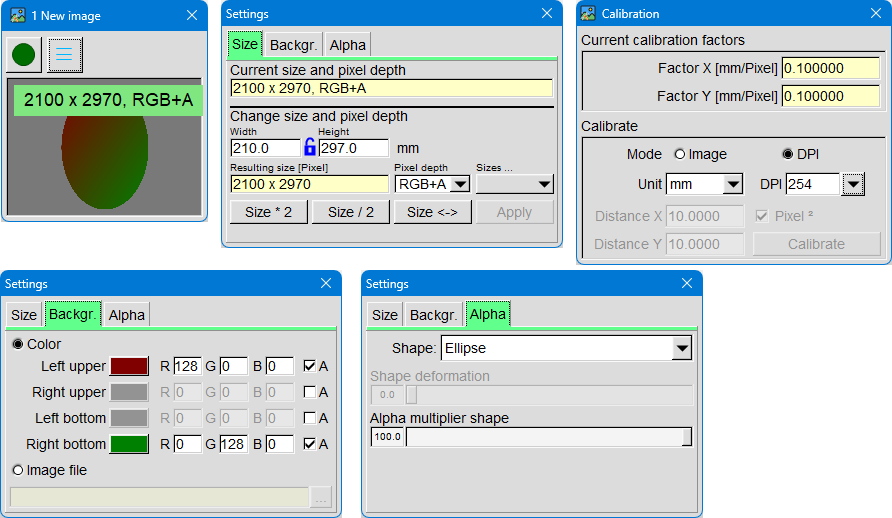 1 New image
2100 x 2970, RGB+A
Settings
Size Backgr. Alpha
Current size and pixel depth
2100 x 2970, RGB+A
Change size and pixel depth
Width Height
210.0 297.0 mm
Resulting size [Pixel] Pixel depth Sizes ...
2100 x 2970 RGB+A
Size * 2 Size / 2 Size <-> Apply
Calibration
Current calibration factors
Factor X [mm/Pixel] 0.100000
Factor Y [mm/Pixel] 0.100000
Calibrate
Mode Image DPI
Unit mm DPI 254
Distance X 10.0000 Pixel ²
Distance Y 10.0000 Calibrate
Settings
Size Backgr. Alpha
Color
Left upper R 128 G 0 B 0 A
Right upper R 0 G 0 B 0 A
Left bottom R 0 G 0 B 0 A
Right bottom R 0 G 128 B 0 A
Image file
...
Settings
Size Backgr. Alpha
Shape: Ellipse
Shape deformation
0.0
Alpha multiplier shape
100.0